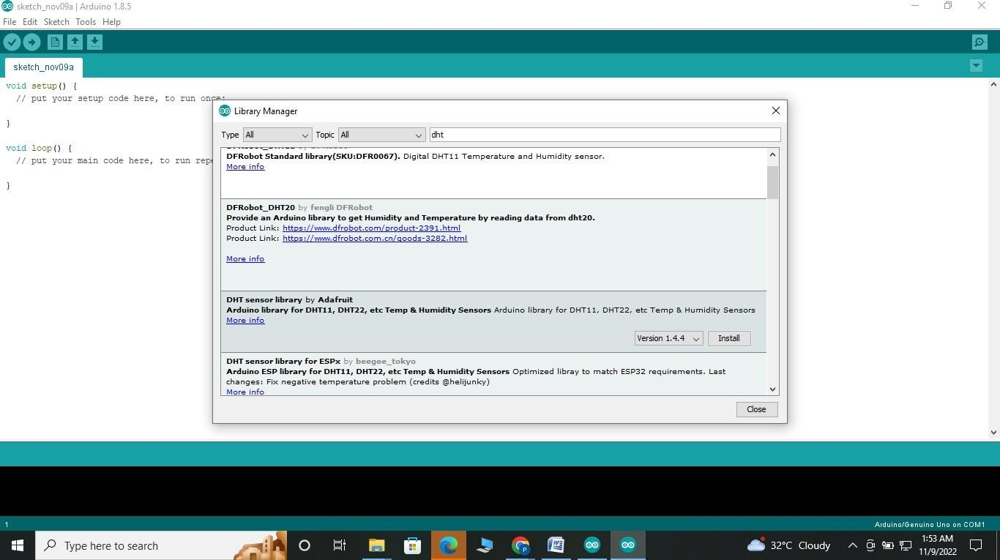 sketch_nov09a | Arduino 1.8.5
File Edit Sketch Tools Help
sketch_nov09a
void setup() {
// put your setup code here, to run once:
}
void loop() {
// put your main code here, to run repe
}
Library Manager
Type All Topic All dht
DFRobot Standard library(SKU:DFR0067). Digital DHT11 Temperature and Humidity sensor.
More info
DFRobot_DHT20 by fengli DFRobot
Provide an Arduino library to get Humidity and Temperature by reading data from dht20.
Product Link: https://www.dfrobot.com/product-2391.html
Product Link: https://www.dfrobot.com.cn/goods-3282.html
More info
DHT sensor library by Adafruit
Arduino library for DHT11, DHT22, etc Temp & Humidity Sensors Arduino library for DHT11, DHT22, etc Temp & Humidity Sensors
More info
Version 1.4.4 Install
DHT sensor library for ESPx by beegee_tokyo
Arduino ESP library for DHT11, DHT22, etc Temp & Humidity Sensors Optimized libray to match ESP32 requirements. Last
changes: Fix negative temperature problem (credits @helijunky)
More info
Close
1 Arduino/Genuino Uno on COM1
Type here to search
32°C Cloudy
1:53 AM
11/9/2022